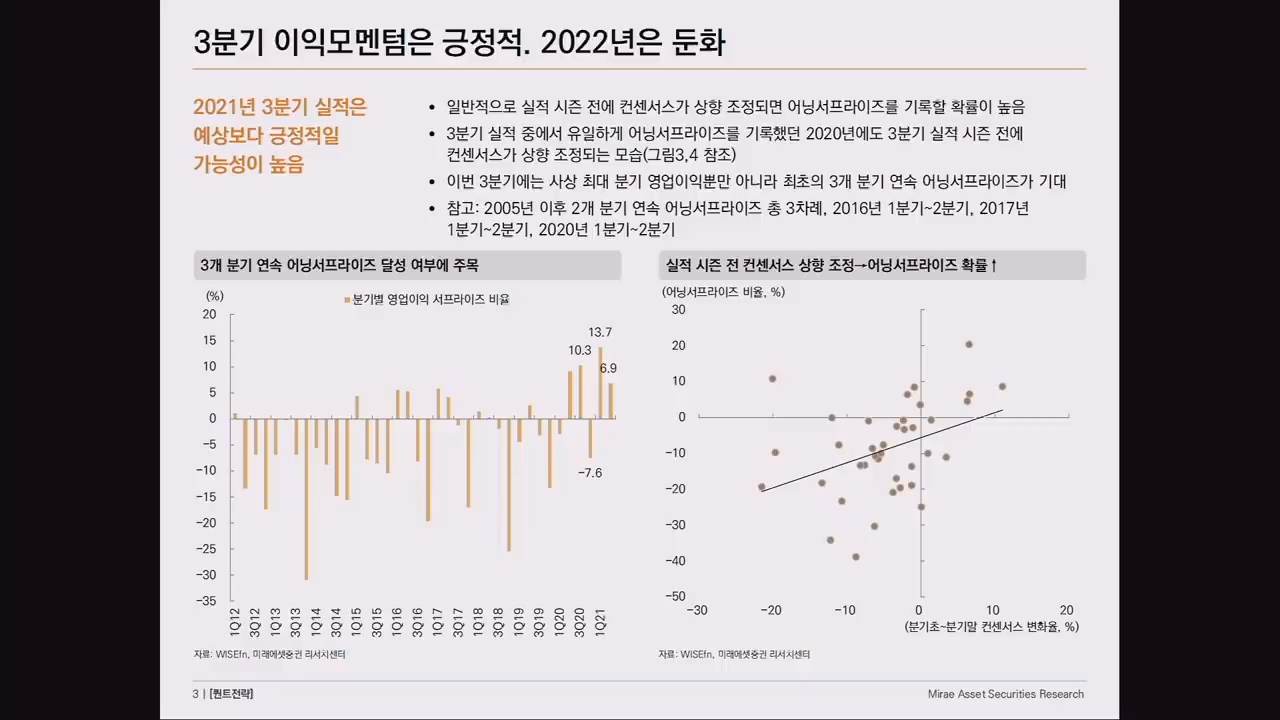 3분기 이익모멘텀은 긍정적. 2022년은 둔화
2021년 3분기 실적은
예상보다 긍정적일
가능성이 높음
• 일반적으로 실적 시즌 전에 컨센서스가 상향 조정되면 어닝서프라이즈를 기록할 확률이 높음
• 3분기 실적 중에서 유일하게 어닝서프라이즈를 기록했던 2020년에도 3분기 실적 시즌 전에
컨센서스가 상향 조정되는 모습(그림3,4 참조)
• 이번 3분기에는 사상 최대 분기 영업이익뿐만 아니라 최초의 3개 분기 연속 어닝서프라이즈가 기대
• 참고: 2005년 이후 2개 분기 연속 어닝서프라이즈 총 3차례, 2016년 1분기~2분기, 2017년
1분기~2분기, 2020년 1분기~2분기
3개 분기 연속 어닝서프라이즈 달성 여부에 주목
(%)
분기별 영업이익 서프라이즈 비율
20
15
10
5
0
−5
−10
−15
−20
−25
−30
−35
13.7
10.3
6.9
−7.6
1Q12
3Q12
1Q13
3Q13
1Q14
3Q14
1Q15
3Q15
1Q16
3Q16
1Q17
3Q17
1Q18
3Q18
1Q19
3Q19
1Q20
3Q20
1Q21
자료: WISEfn, 미래에셋증권 리서치센터
실적 시즌 전 컨센서스 상향 조정→어닝서프라이즈 확률↑
(어닝서프라이즈 비율, %)
30
20
10
0
−10
−20
−30
−40
−50
−30
−20
−10
0
10
20
(분기초~분기말 컨센서스 변화율, %)
자료: WISEfn, 미래에셋증권 리서치센터
3 | [퀀트전략]
Mirae Asset Securities Research